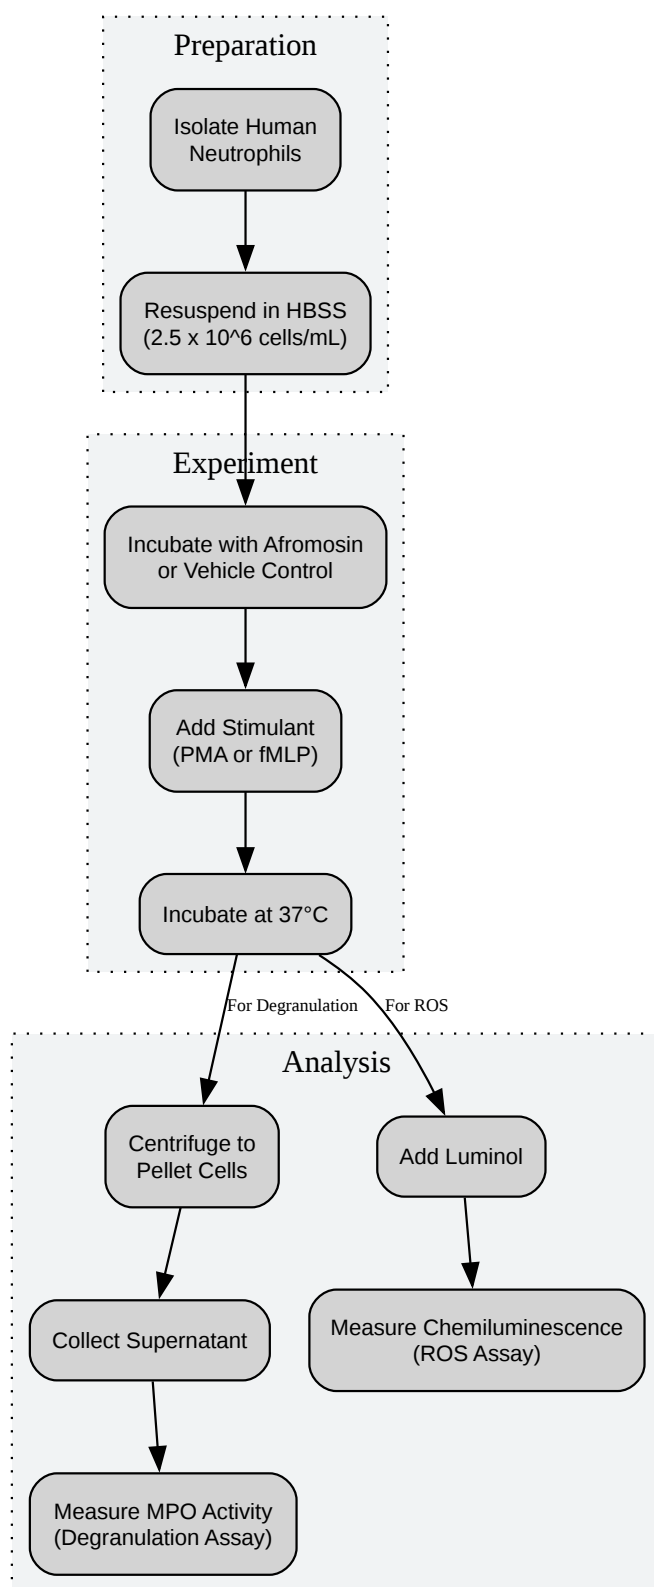 Preparation
Isolate Human
Neutrophils
Resuspend in HBSS
(2.5 x 10^6 cells/mL)
Experiment
Incubate with Afromosin
or Vehicle Control
Add Stimulant
(PMA or fMLP)
Incubate at 37°C
For Degranulation
For ROS
Analysis
Centrifuge to
Pellet Cells
Add Luminol
Collect Supernatant
Measure Chemiluminescence
(ROS Assay)
Measure MPO Activity
(Degranulation Assay)